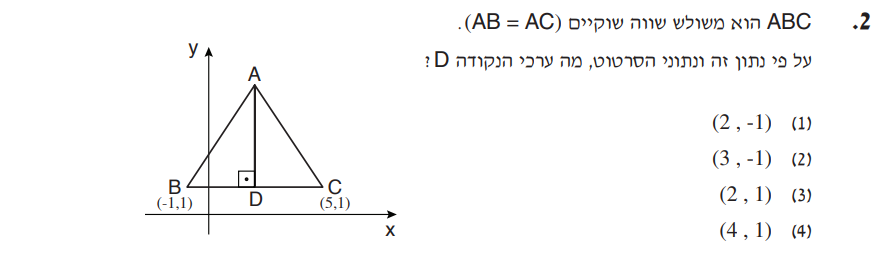 2. ABC הוא משולש שווה שוקיים (AB = AC).
על פי נתון זה ונתוני הסרטוט, מה ערכי הנקודה D?
(1) (2 , -1)
(2) (3 , -1)
(3) (2 , 1)
(4) (4 , 1)
y
A
B
C
(-1,1)
D
(5,1)
x